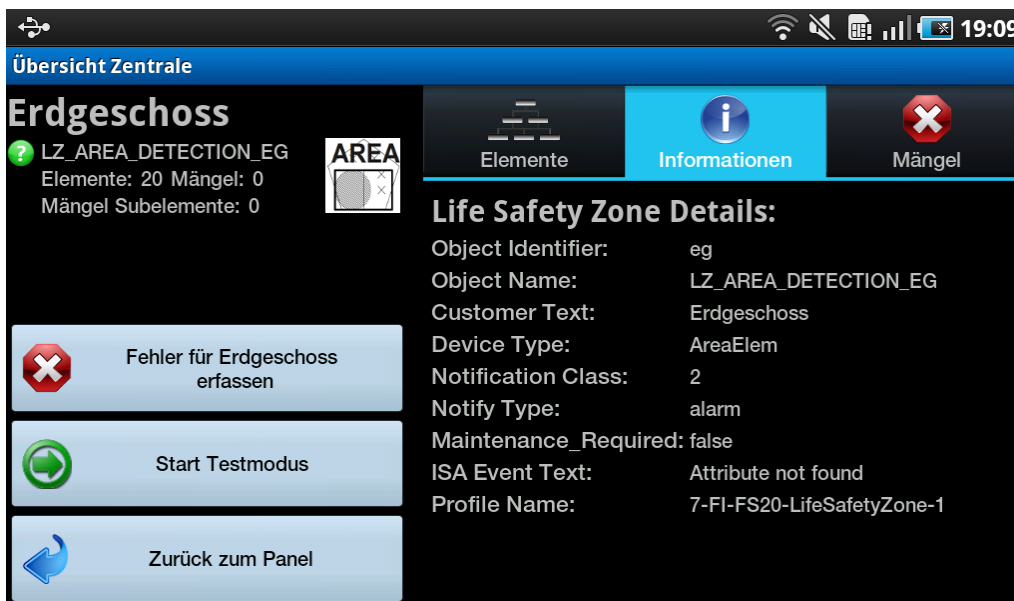 19:09
Übersicht Zentrale
Erdgeschoss
LZ_AREA_DETECTION_EG
Elemente: 20 Mängel: 0
Mängel Subelemente: 0
AREA
Fehler für Erdgeschoss
erfassen
Start Testmodus
Zurück zum Panel
Elemente
Informationen
Mängel
Life Safety Zone Details:
Object Identifier: eg
Object Name: LZ_AREA_DETECTION_EG
Customer Text: Erdgeschoss
Device Type: AreaElem
Notification Class: 2
Notify Type: alarm
Maintenance_Required: false
ISA Event Text: Attribute not found
Profile Name: 7-FI-FS20-LifeSafetyZone-1